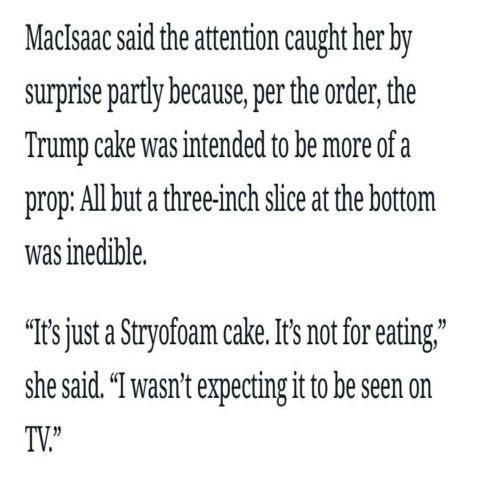 MacIsaac said the attention caught her by
surprise partly because, per the order, the
Trump cake was intended to be more of a
prop: All but a three-inch slice at the bottom
was inedible.
“It’s just a Stryofoam cake. It’s not for eating,”
she said. “I wasn’t expecting it to be seen on
TV.”